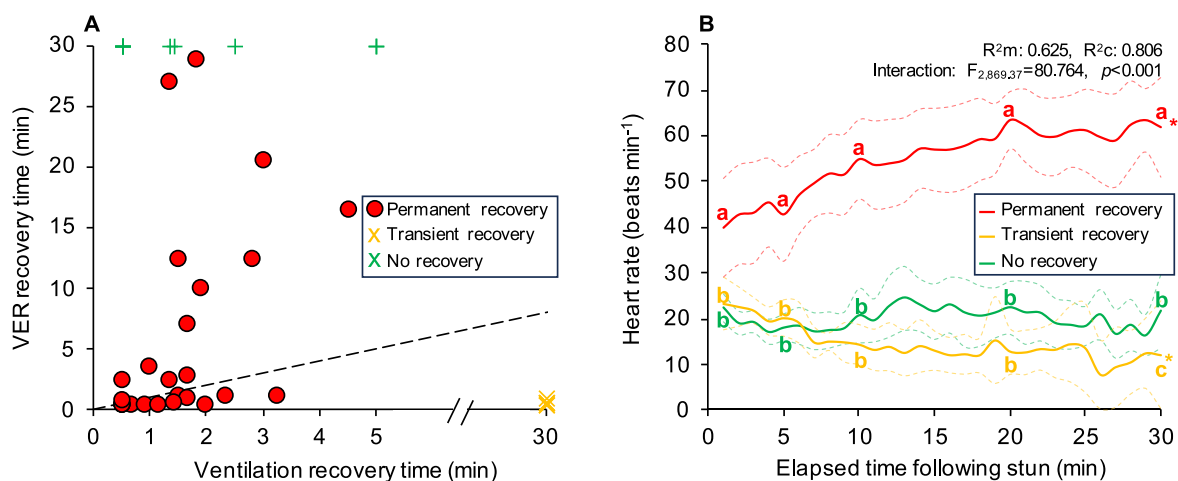 A
VER recovery time (min)
30
25
20
15
10
5
0
0
1
2
3
4
5
30
Ventilation recovery time (min)
Permanent recovery
Transient recovery
No recovery
B
Heart rate (beats min⁻¹)
80
70
60
50
40
30
20
10
0
0
5
10
15
20
25
30
Elapsed time following stun (min)
R²m: 0.625, R²c: 0.806
Interaction: F₂,₈₆₉.₃₇=80.764, p<0.001
a
a
a
a
a*
Permanent recovery
Transient recovery
No recovery
b
b
b
b
b
b
b
b
b
*
c